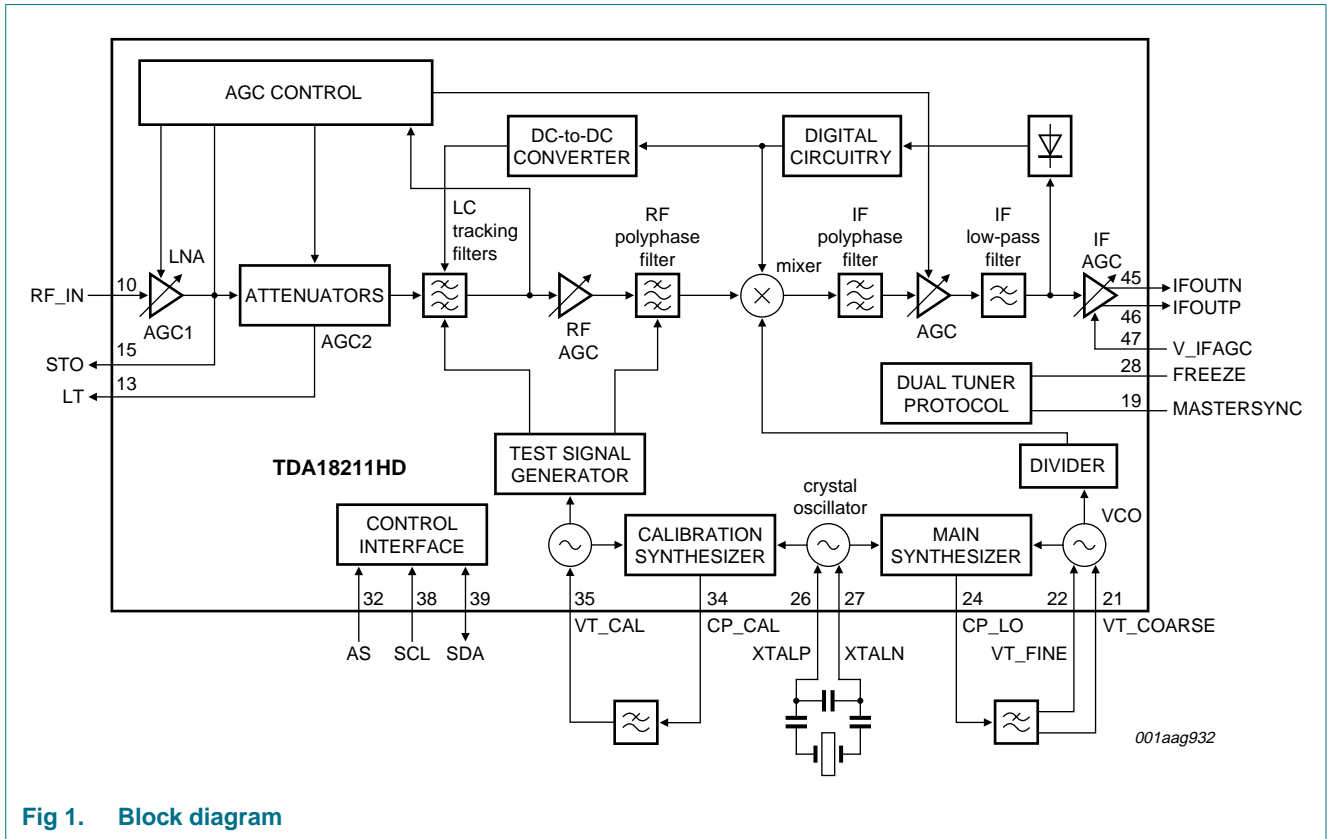 AGC CONTROL
DC-to-DC
CONVERTER
DIGITAL
CIRCUITRY
LC
tracking
filters
RF
polyphase
filter
IF
polyphase
filter
IF
low-pass
filter
IF
AGC
LNA
mixer
RF_IN
10
ATTENUATORS
AGC1
AGC2
RF
AGC
AGC
45
IFOUTN
IFOUTP
46
47
V_IFAGC
STO
15
LT
13
DUAL TUNER
PROTOCOL
28
FREEZE
19
MASTERSYNC
TDA18211HD
TEST SIGNAL
GENERATOR
DIVIDER
crystal
oscillator
VCO
CONTROL
INTERFACE
CALIBRATION
SYNTHESIZER
MAIN
SYNTHESIZER
32
38
39
35
34
26
27
24
22
21
AS
SCL
SDA
VT_CAL
CP_CAL
XTALP
XTALN
CP_LO
VT_FINE
VT_COARSE
001aag932
Fig 1. Block diagram